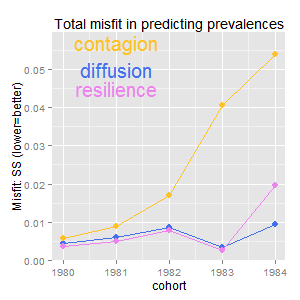 Total misfit in predicting prevalences
contagion
diffusion
resilience
Misfit: SS (lower=better)
0.05
0.04
0.03
0.02
0.01
0.00
1980 1981 1982 1983 1984
cohort